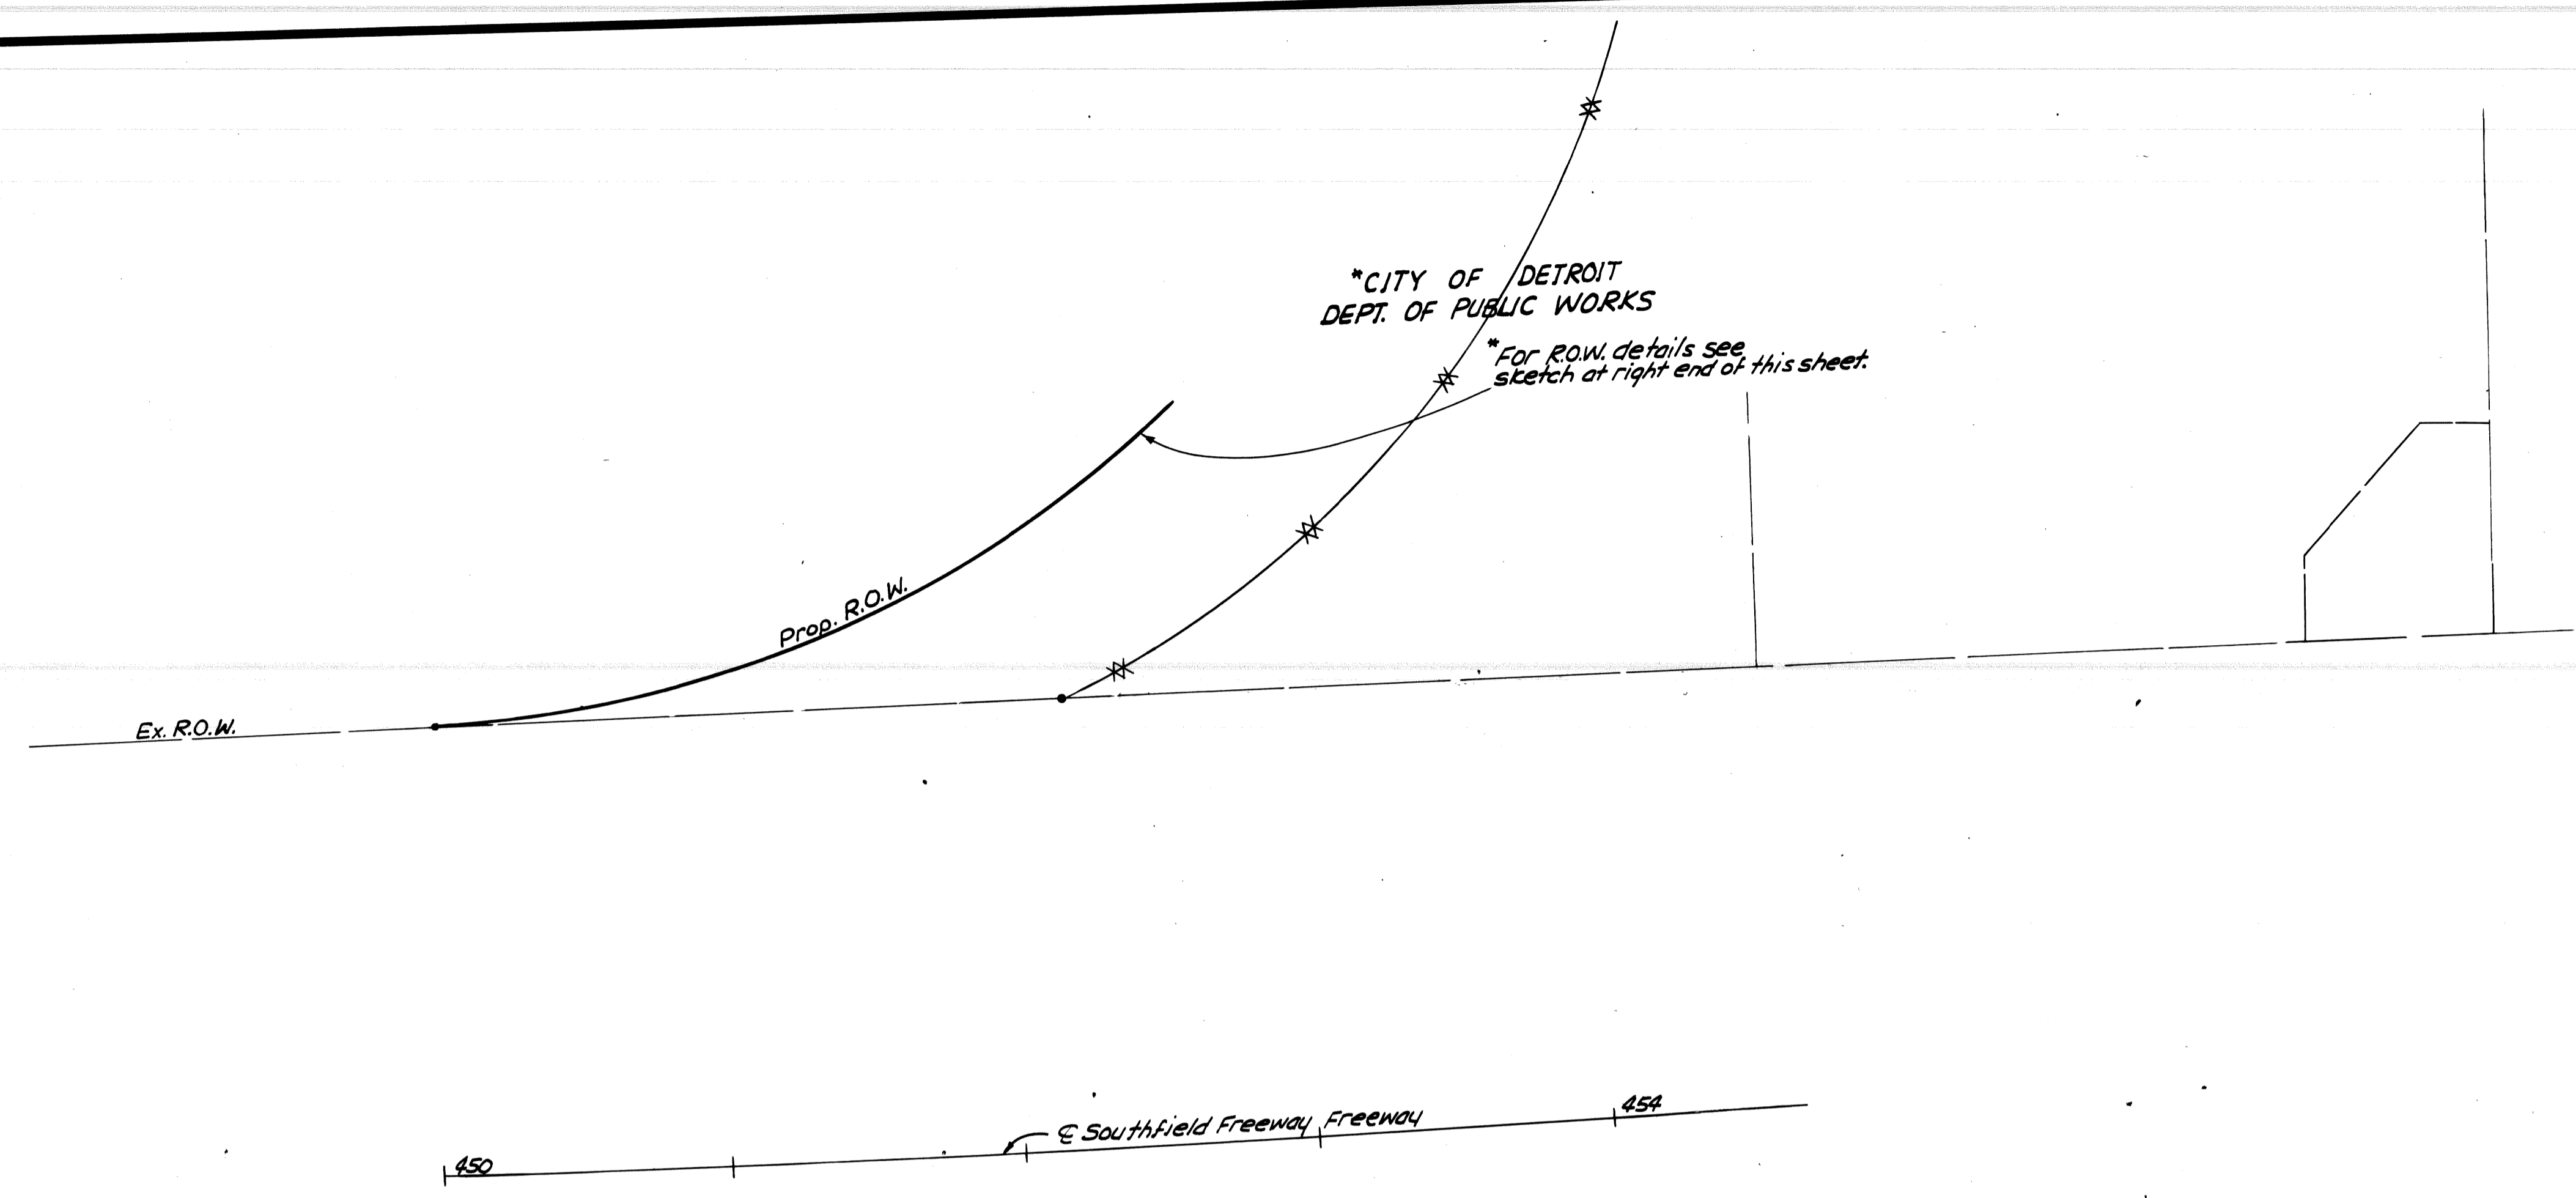 *CITY OF DETROIT
DEPT. OF PUBLIC WORKS
*For R.O.W. details see
sketch at right end of this sheet.
Prop. R.O.W.
Ex. R.O.W.
℄ Southfield Freeway Freeway
450
454